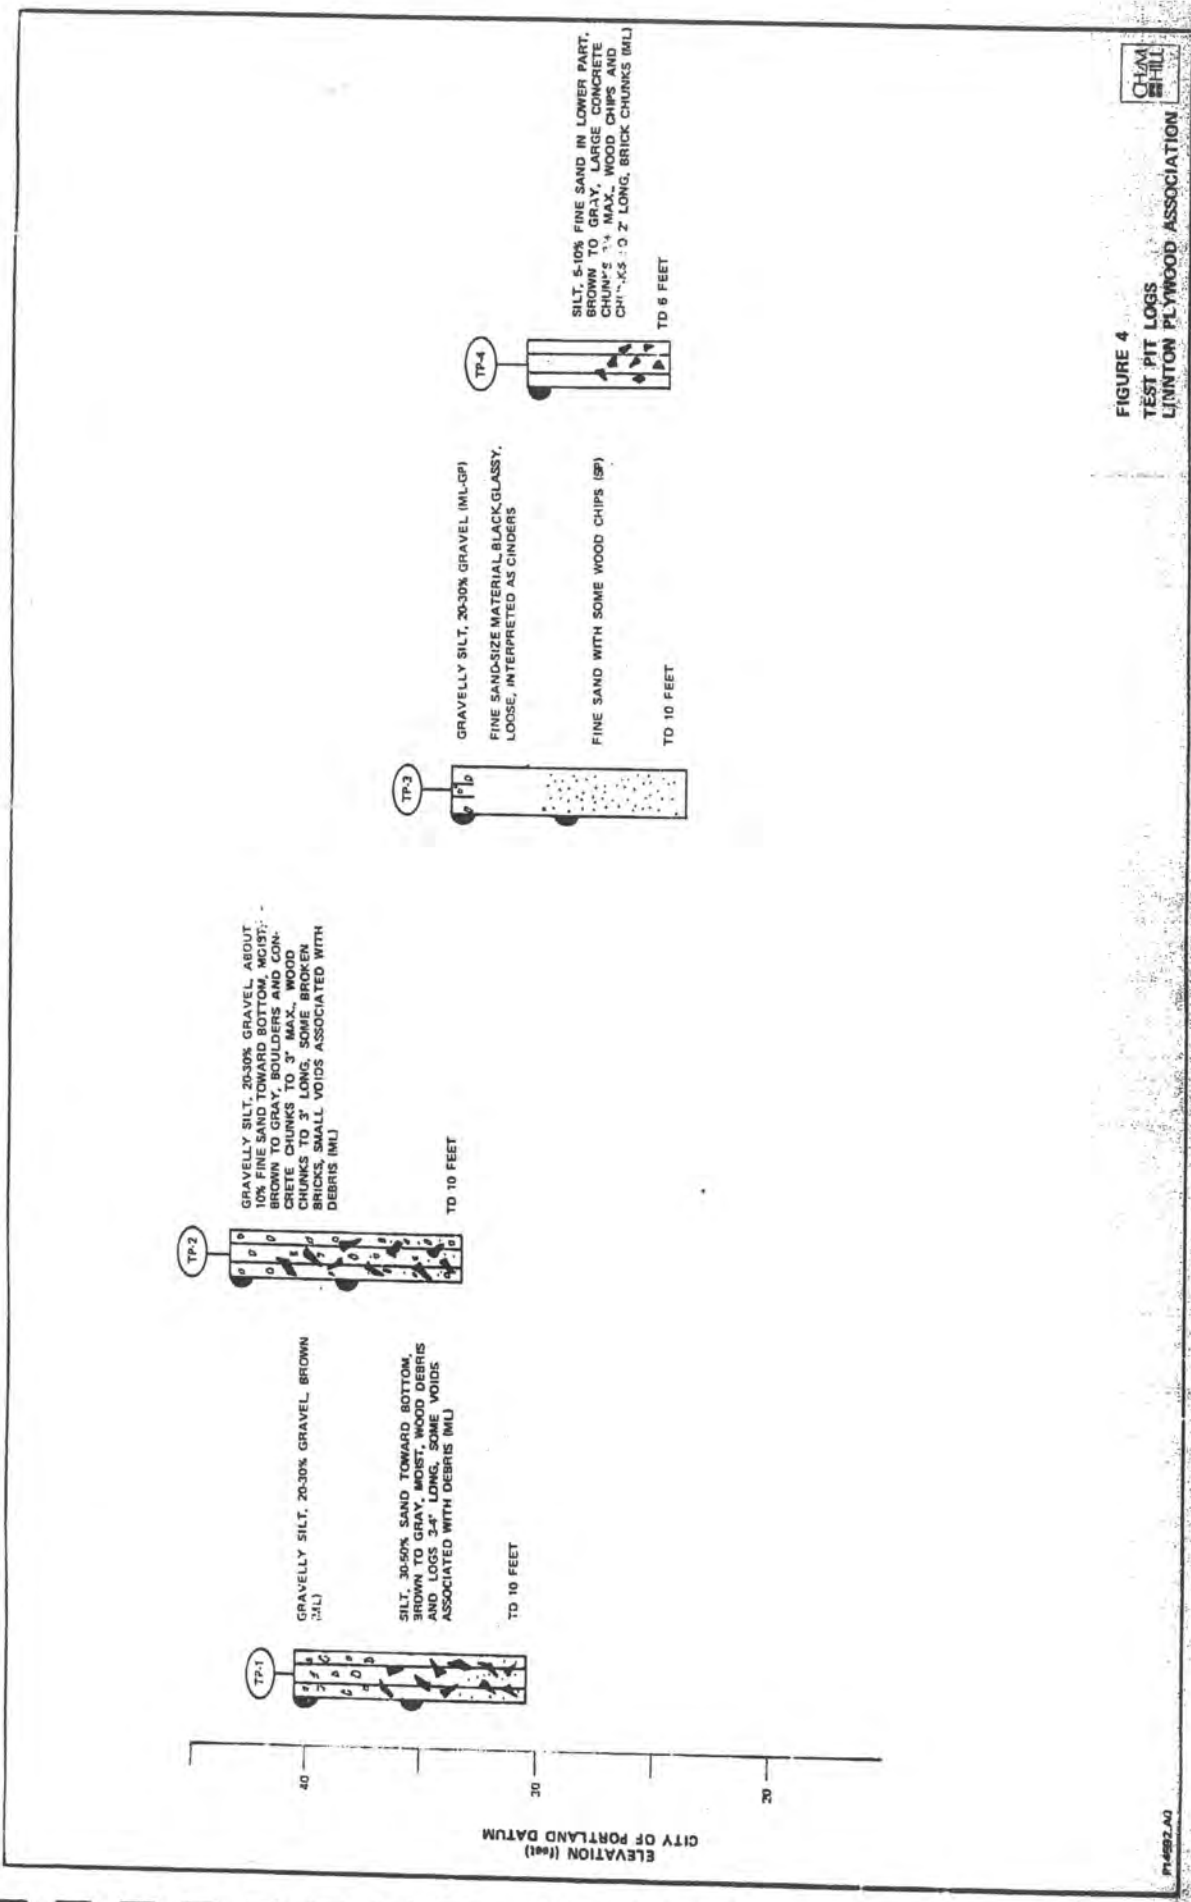 ELEVATION (feet)
CITY OF PORTLAND DATUM
40
30
20
TP-1
GRAVELLY SILT, 20-30% GRAVEL, BROWN
(ML)
SILT, 30-50% SAND TOWARD BOTTOM,
BROWN TO GRAY, MOIST, WOOD DEBRIS
AND LOGS 3-4' LONG, SOME VOIDS
ASSOCIATED WITH DEBRIS (ML)
TD 10 FEET
TP-2
GRAVELLY SILT, 20-30% GRAVEL, ABOUT
10% FINE SAND TOWARD BOTTOM, MOIST,
BROWN TO GRAY, BOULDERS AND CON-
CRETE CHUNKS TO 3' MAX., WOOD
CHUNKS TO 3' LONG, SOME BROKEN
BRICKS, SMALL VOIDS ASSOCIATED WITH
DEBRIS (ML)
TD 10 FEET
TP-3
GRAVELLY SILT, 20-30% GRAVEL (ML-GP)
FINE SAND-SIZE MATERIAL, BLACK, GLASSY,
LOOSE, INTERPRETED AS CINDERS
FINE SAND WITH SOME WOOD CHIPS (SP)
TD 10 FEET
TP-4
SILT, 5-10% FINE SAND IN LOWER PART,
BROWN TO GRAY, LARGE CONCRETE
CHUNKS MAX., WOOD CHIPS AND
CHUNKS TO 2' LONG, BRICK CHUNKS (ML)
TD 6 FEET
FIGURE 4
TEST PIT LOGS
LINNTON PLYWOOD ASSOCIATION
CH2M
HILL
P14692.A0